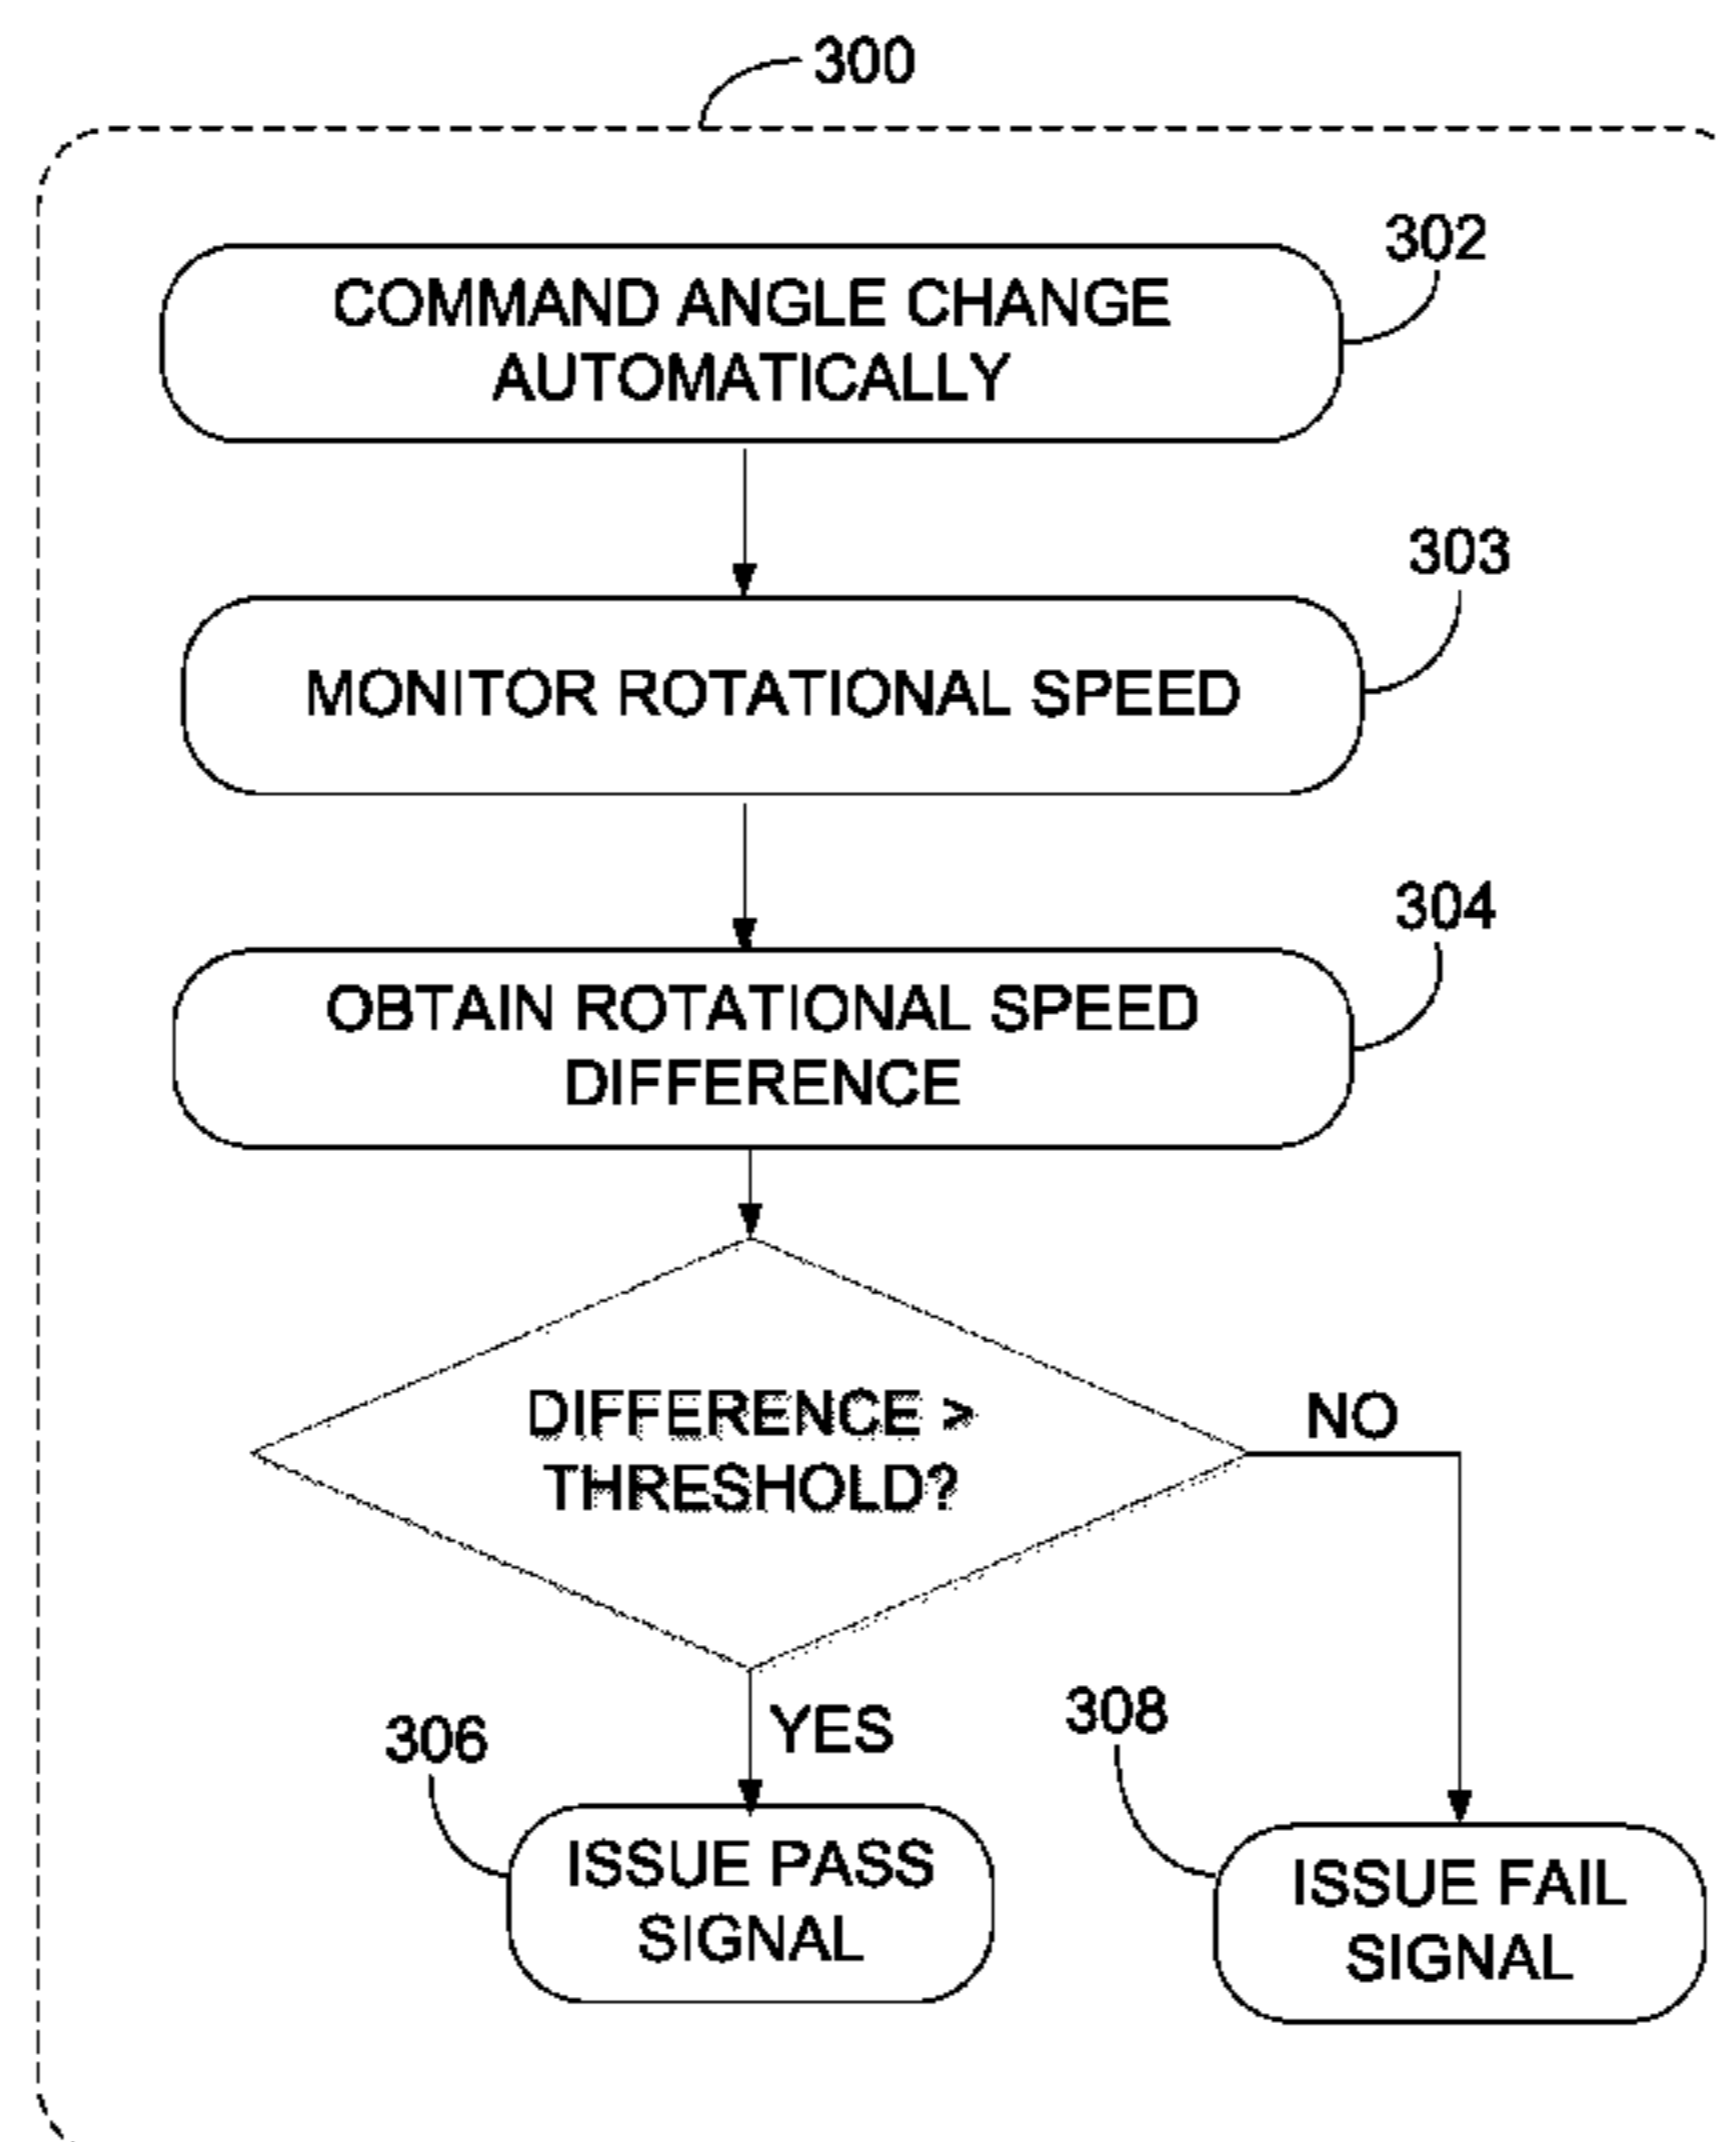 300
302
COMMAND ANGLE CHANGE
AUTOMATICALLY
303
MONITOR ROTATIONAL SPEED
304
OBTAIN ROTATIONAL SPEED
DIFFERENCE
DIFFERENCE >
THRESHOLD?
NO
YES
306
308
ISSUE PASS
SIGNAL
ISSUE FAIL
SIGNAL